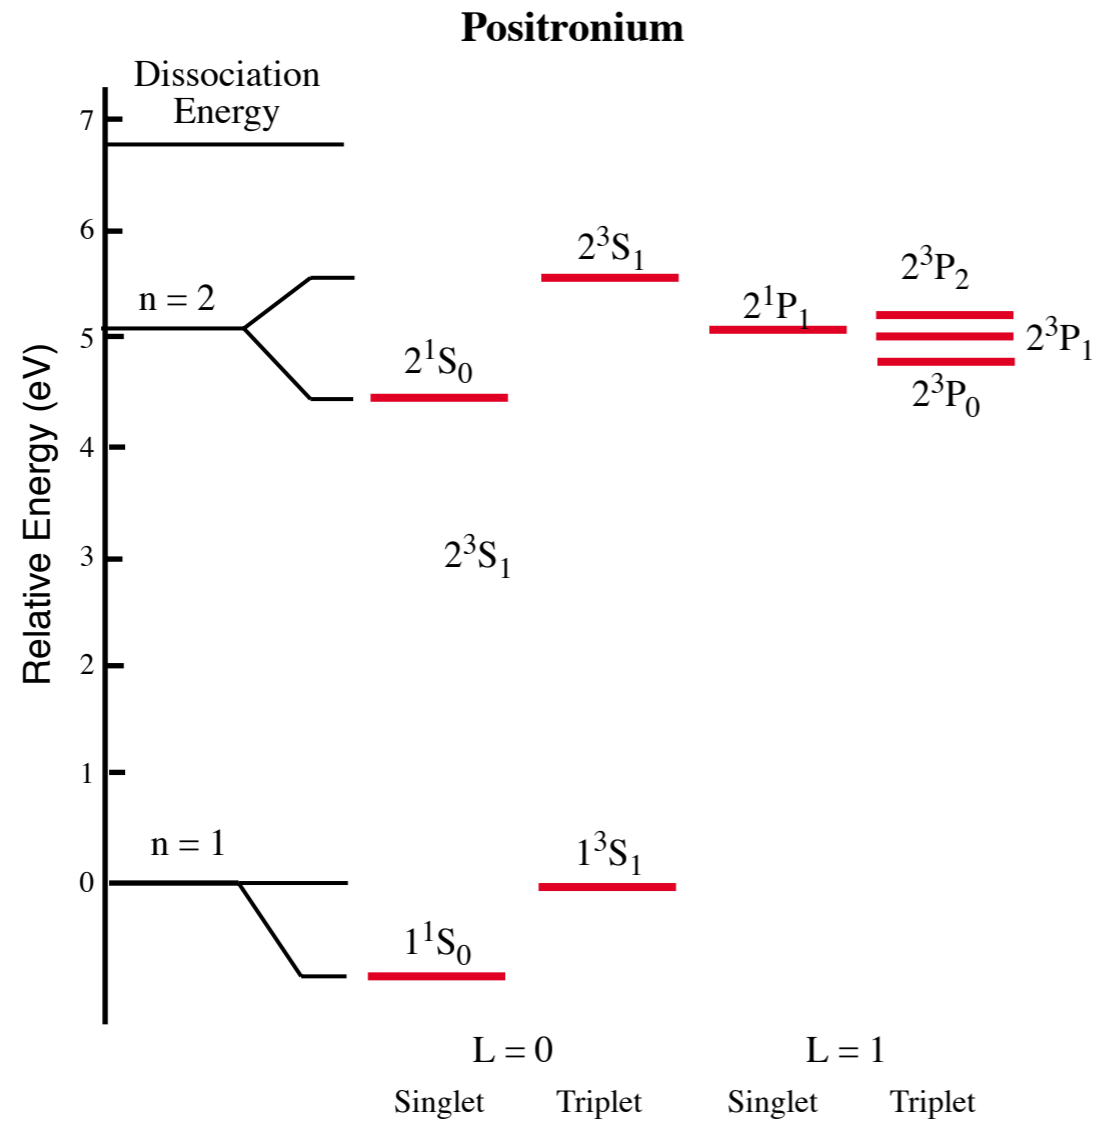 Positronium
Dissociation
Energy
7
6
5
4
3
2
1
0
Relative Energy (eV)
n = 2
n = 1
2³S₁
2¹S₀
2¹P₁
2³P₂
2³P₁
2³P₀
2³S₁
1³S₁
1¹S₀
L = 0
L = 1
Singlet
Triplet
Singlet
Triplet